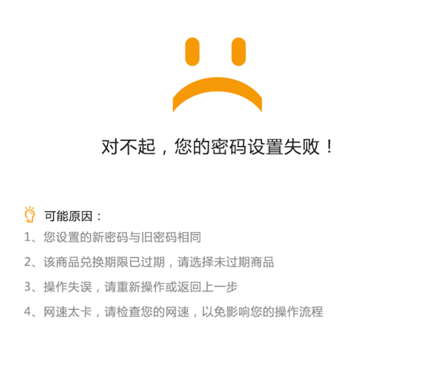 对不起，您的密码设置失败！
可能原因：
1、您设置的新密码与旧密码相同
2、该商品兑换期限已过期，请选择未过期商品
3、操作失误，请重新操作或返回上一步
4、网速太卡，请检查您的网速，以免影响您的操作流程